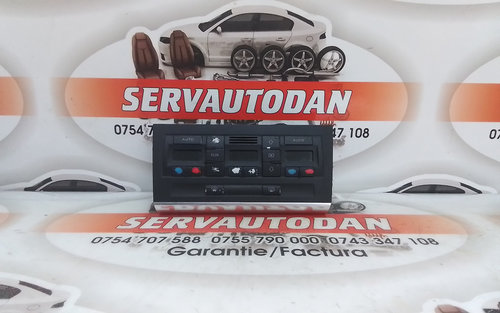 SERVAUTODAN
0754 
347 108
AUTO
AUTO
SERVAUTODAN
0754 707 588 0755 790 000 0743 347 108
Garantie/Factura